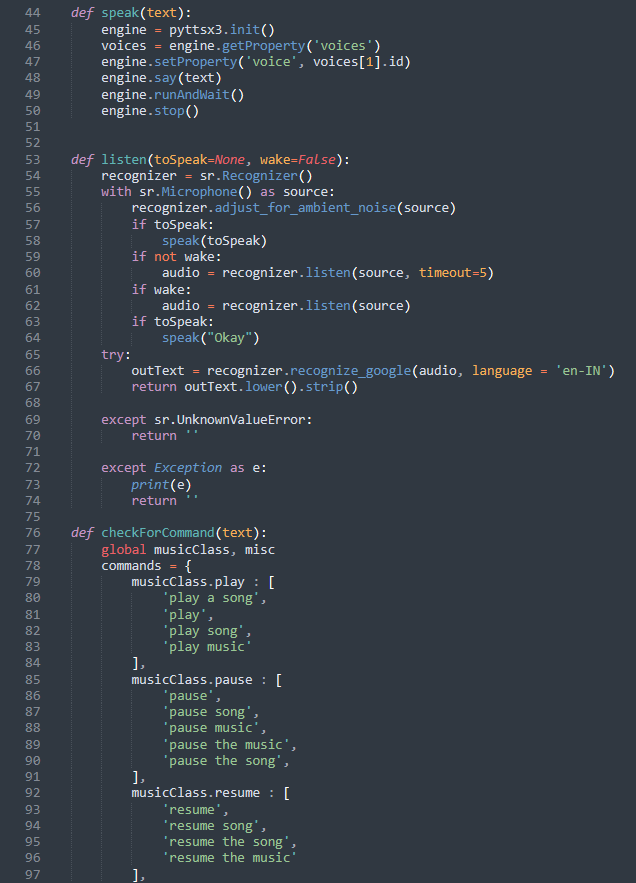 44 def speak(text):
45     engine = pyttsx3.init()
46     voices = engine.getProperty('voices')
47     engine.setProperty('voice', voices[1].id)
48     engine.say(text)
49     engine.runAndWait()
50     engine.stop()
51
52
53 def listen(toSpeak=None, wake=False):
54     recognizer = sr.Recognizer()
55     with sr.Microphone() as source:
56         recognizer.adjust_for_ambient_noise(source)
57         if toSpeak:
58             speak(toSpeak)
59         if not wake:
60             audio = recognizer.listen(source, timeout=5)
61         if wake:
62             audio = recognizer.listen(source)
63         if toSpeak:
64             speak("Okay")
65     try:
66         outText = recognizer.recognize_google(audio, language = 'en-IN')
67         return outText.lower().strip()
68
69     except sr.UnknownValueError:
70         return ''
71
72     except Exception as e:
73         print(e)
74         return ''
75
76 def checkForCommand(text):
77     global musicClass, misc
78     commands = {
79         musicClass.play : [
80             'play a song',
81             'play',
82             'play song',
83             'play music'
84         ],
85         musicClass.pause : [
86             'pause',
87             'pause song',
88             'pause music',
89             'pause the music',
90             'pause the song',
91         ],
92         musicClass.resume : [
93             'resume',
94             'resume song',
95             'resume the song',
96             'resume the music'
97         ],